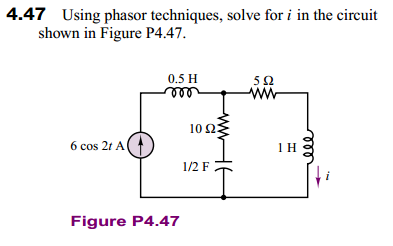 4.47 Using phasor techniques, solve for i in the circuit
shown in Figure P4.47.
0.5 H
5 Ω
10 Ω
6 cos 2t A
1 H
1/2 F
i
Figure P4.47